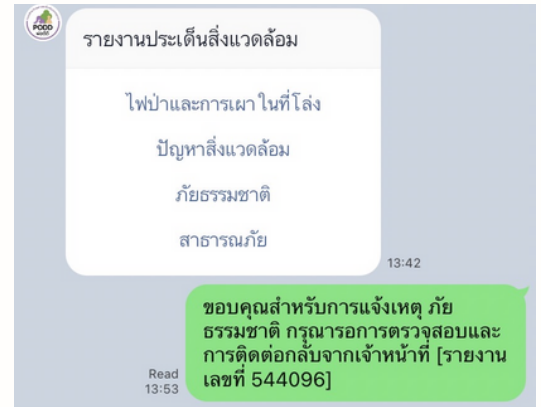 PODD
รายงานประเด็นสิ่งแวดล้อม
ไฟป่าและการเผาในที่โล่ง
ปัญหาสิ่งแวดล้อม
ภัยธรรมชาติ
สาธารณภัย
13:42
ขอบคุณสำหรับการแจ้งเหตุ ภัย
ธรรมชาติ กรุณารอการตรวจสอบและ
การติดต่อกลับจากเจ้าหน้าที่ [รายงาน
เลขที่ 544096]
Read
13:53